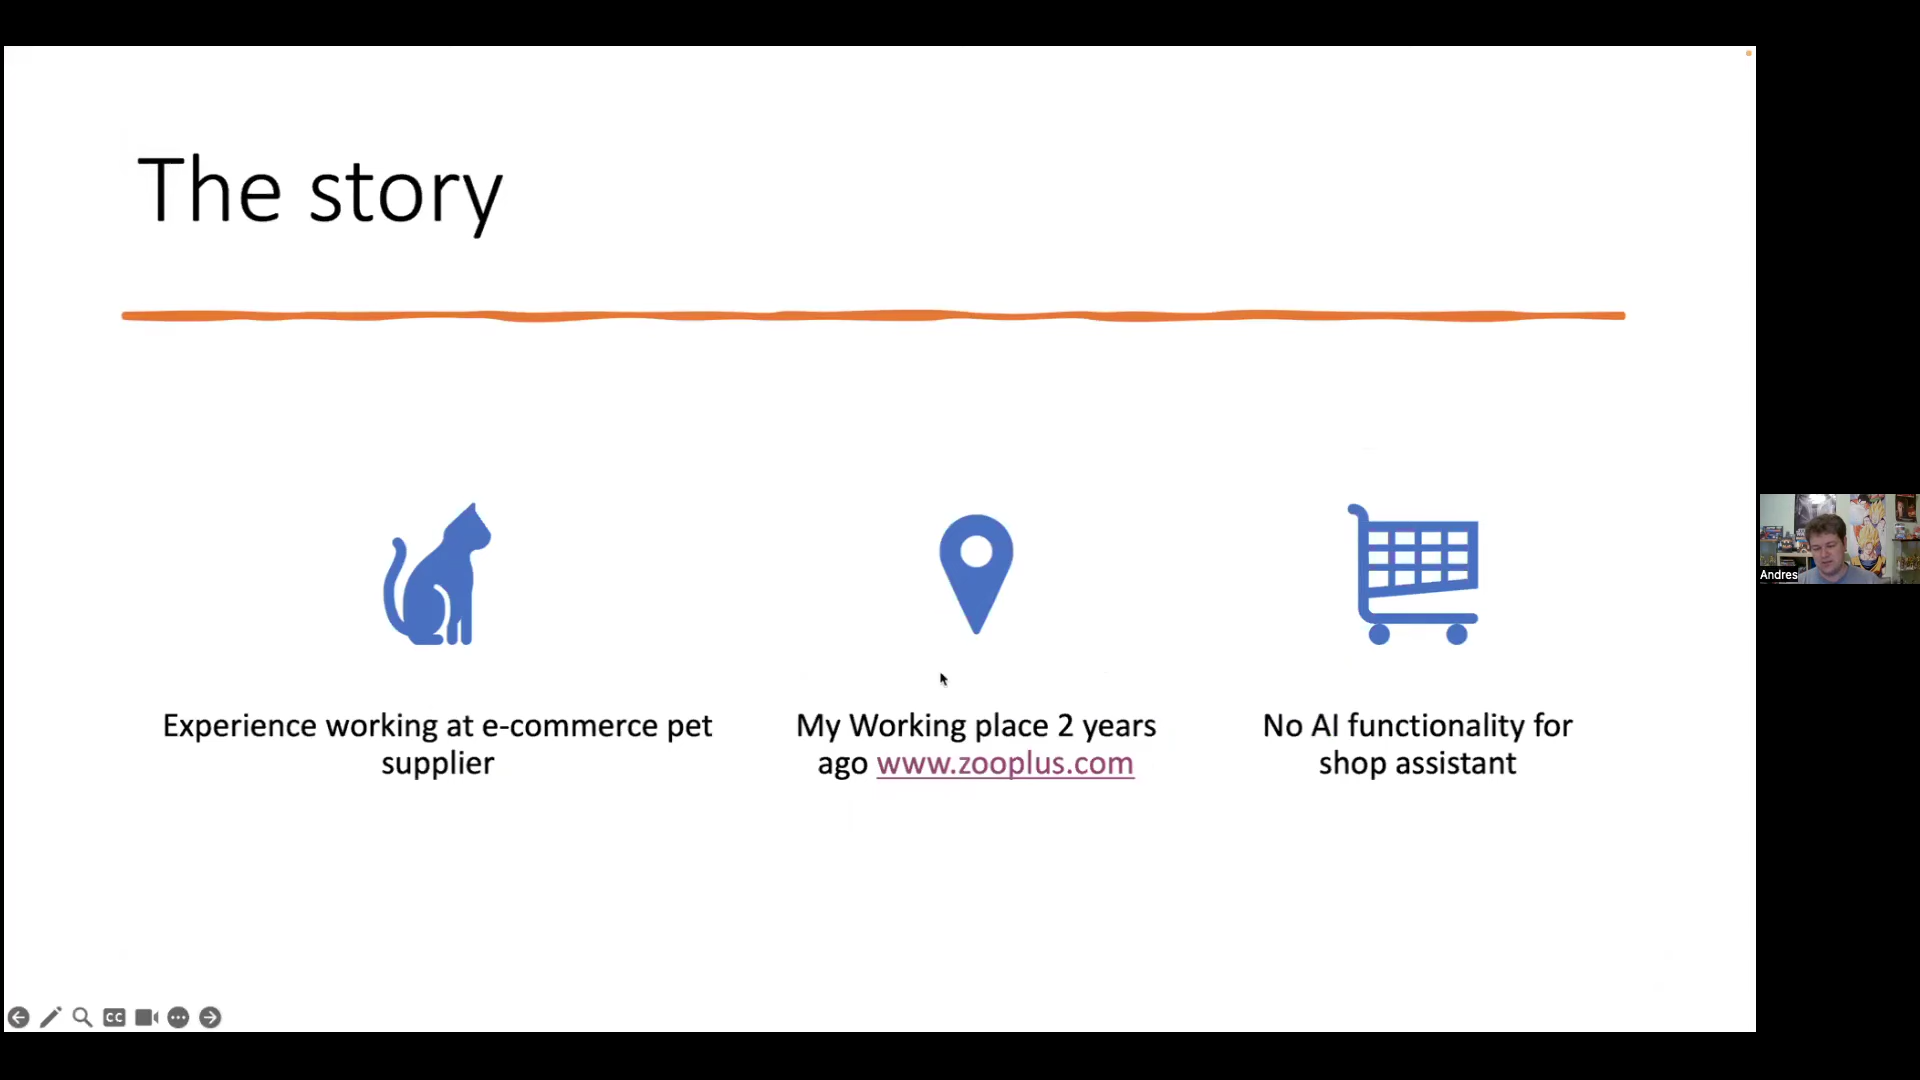 The story
Experience working at e-commerce pet
supplier
My Working place 2 years
ago www.zooplus.com
No AI functionality for
shop assistant
Andres
CC